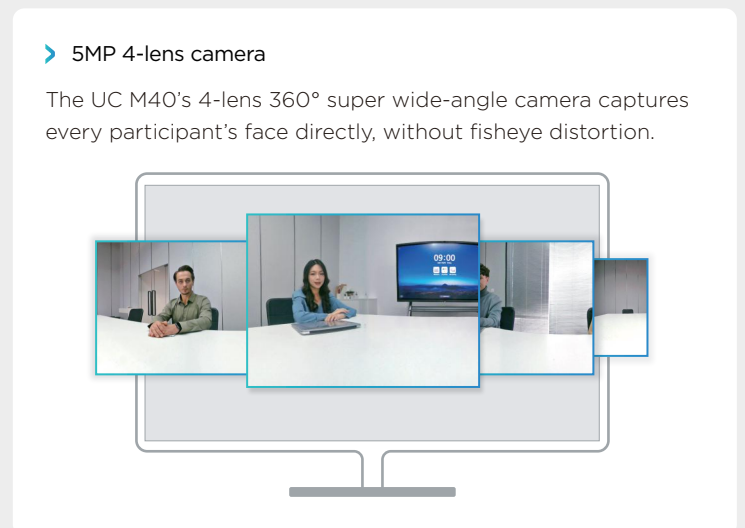 5MP 4-lens camera
The UC M40's 4-lens 360° super wide-angle camera captures
every participant's face directly, without fisheye distortion.
09:00